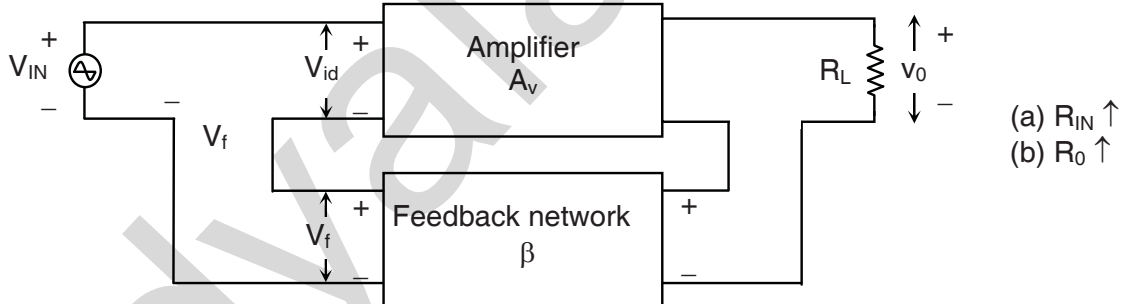 +
V_IN
−
−
V_f
+
V_id
−
Amplifier
A_v
R_L
+
v_0
−
(a) R_IN ↑
(b) R_0 ↑
+
V_f
−
Feedback network
β
+
−